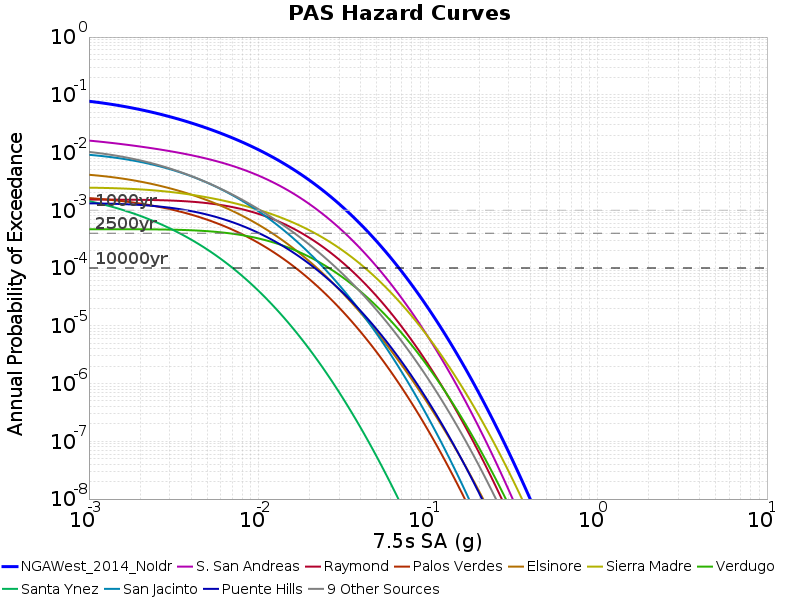 PAS Hazard Curves
Annual Probability of Exceedance
10^0
10^-1
10^-2
10^-3
10^-4
10^-5
10^-6
10^-7
10^-8
1000yr
2500yr
10000yr
10^-3 10^-2 10^-1 10^0 10^1
7.5s SA (g)
NGAWest_2014_NoIdr S. San Andreas Raymond Palos Verdes Elsinore Sierra Madre Verdugo
Santa Ynez San Jacinto Puente Hills 9 Other Sources